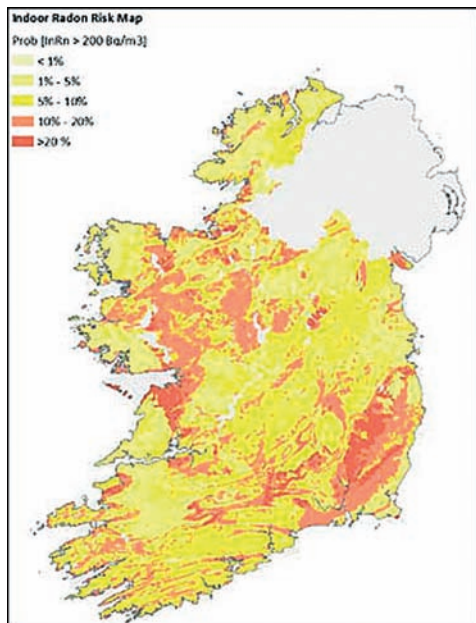 Indoor Radon Risk Map
Prob [InRn > 200 Bq/m3]
< 1%
1% - 5%
5% - 10%
10% - 20%
>20 %